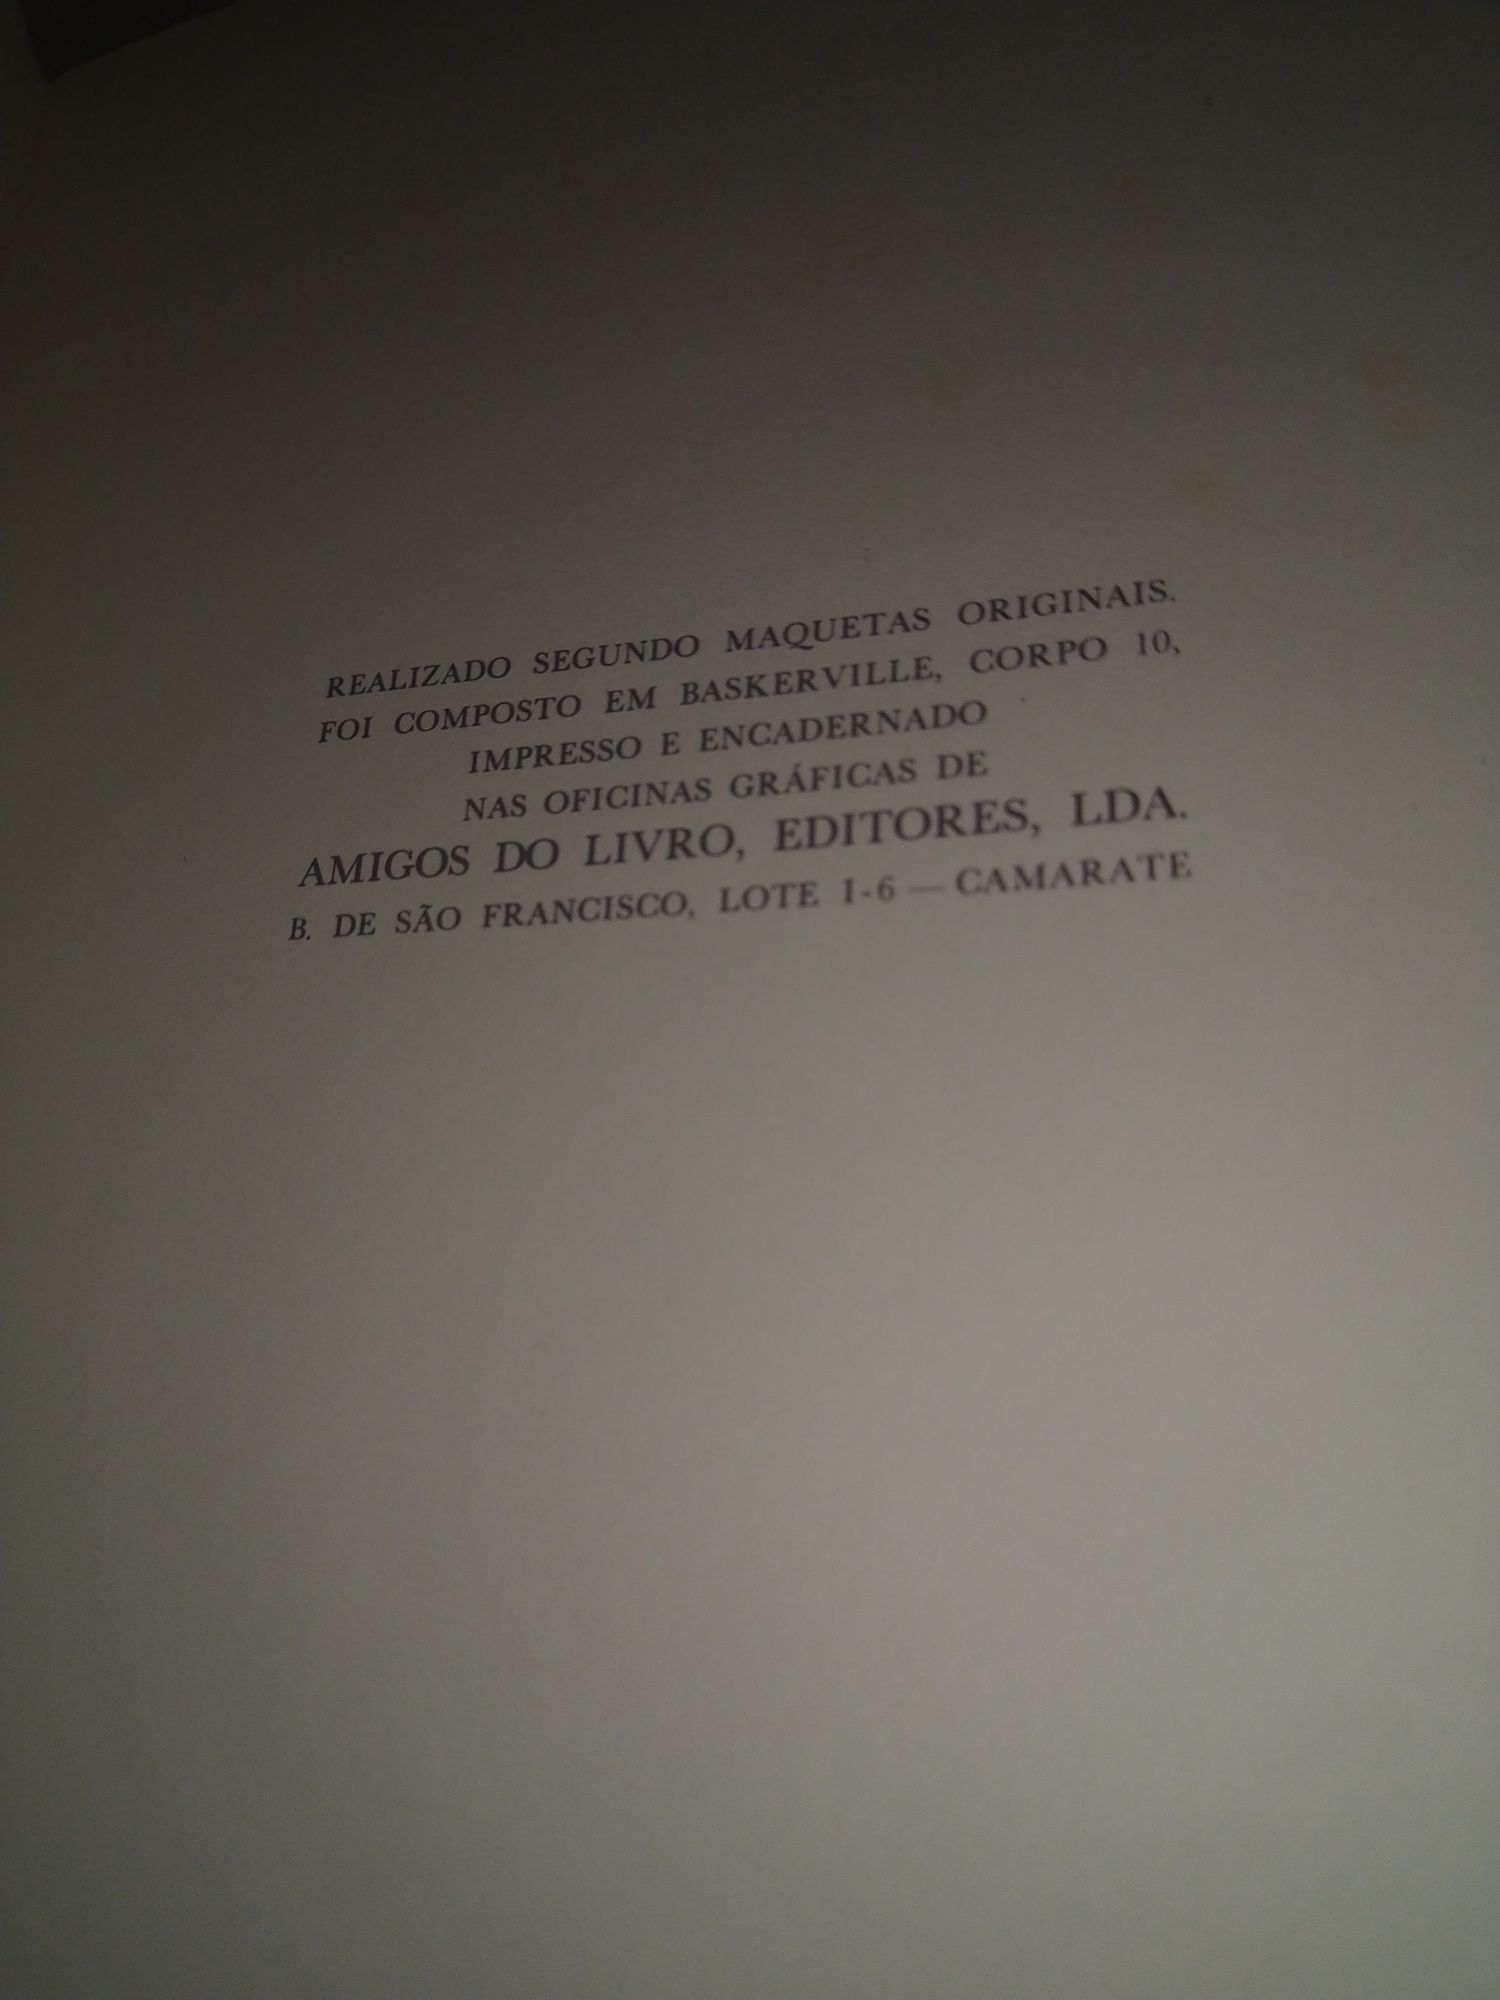 REALIZADO SEGUNDO MAQUETAS ORIGINAIS.
FOI COMPOSTO EM BASKERVILLE, CORPO 10,
IMPRESSO E ENCADERNADO
NAS OFICINAS GRÁFICAS DE
AMIGOS DO LIVRO, EDITORES, LDA.
B. DE SÃO FRANCISCO, LOTE 1-6 — CAMARATE